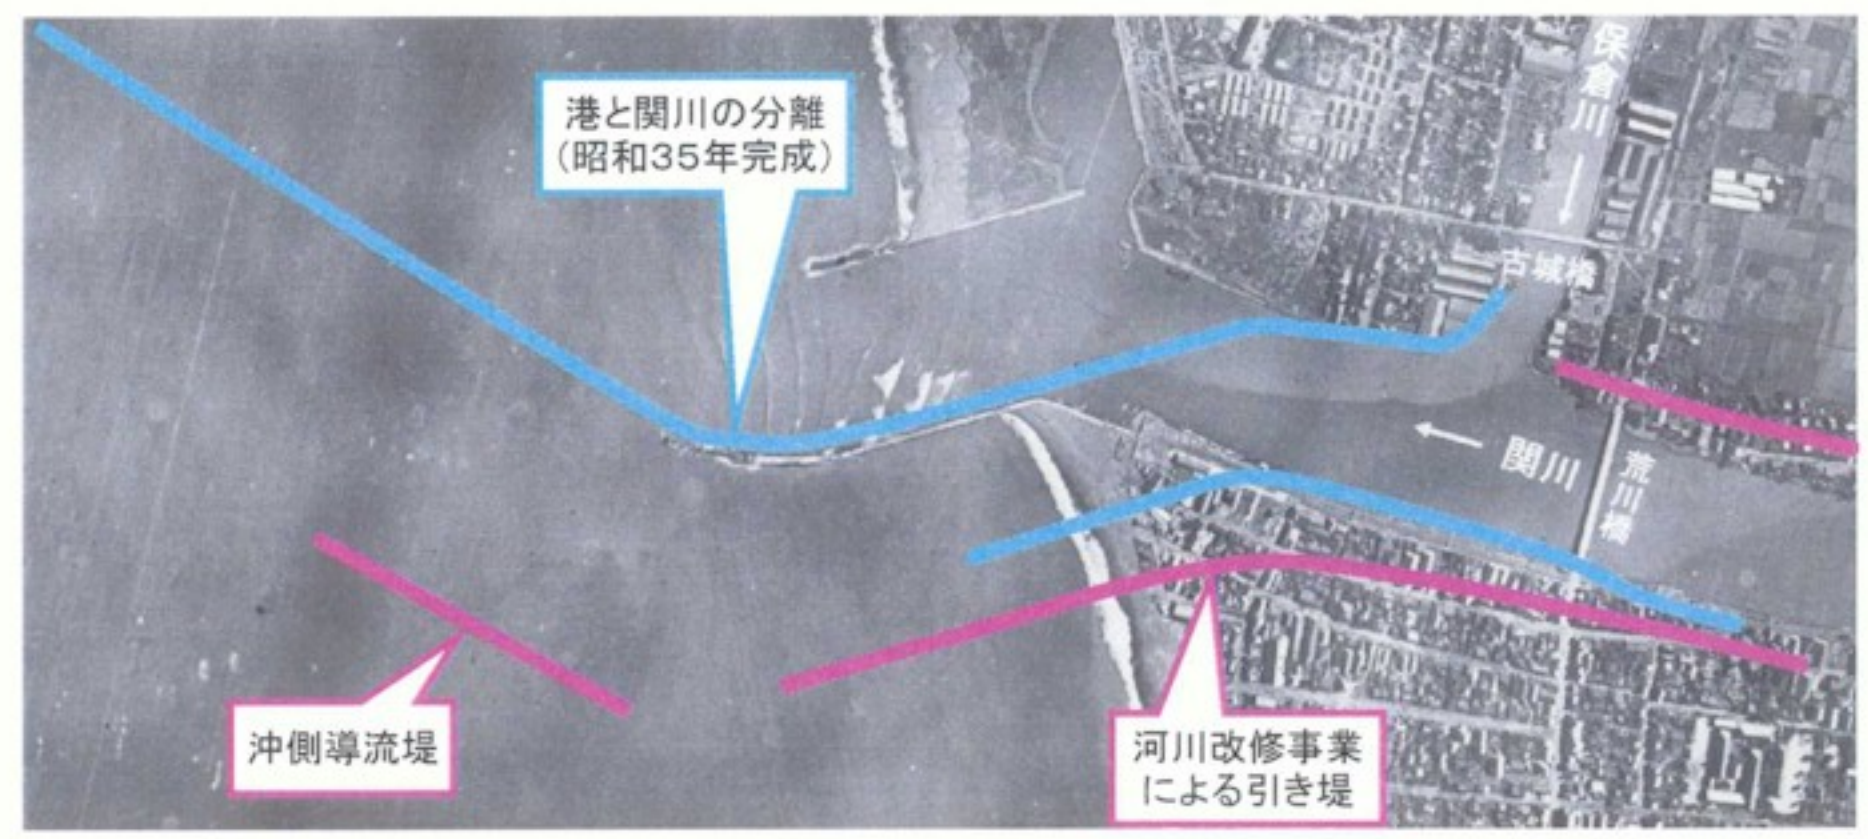 港と関川の分離
(昭和35年完成)
保倉川
古城橋
関川
荒川橋
沖側導流堤
河川改修事業
による引き堤